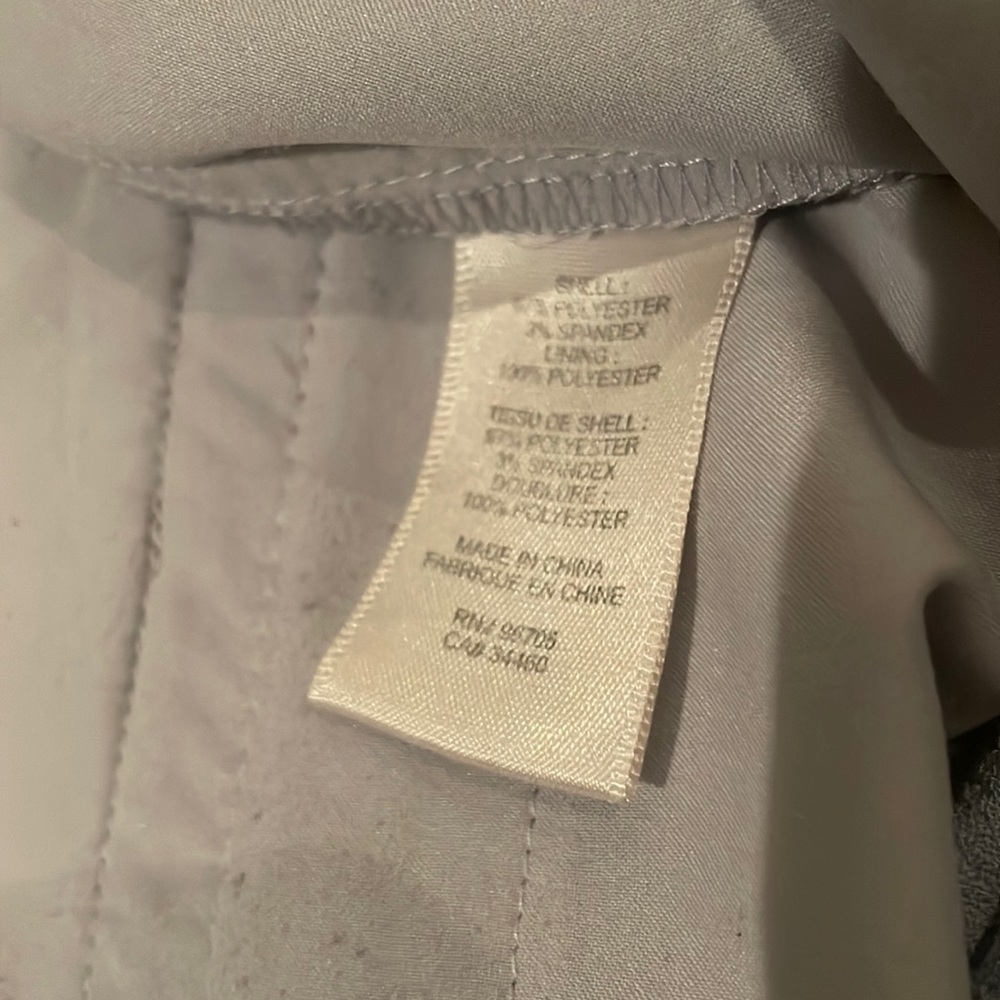 SHELL:
POLYESTER
3% SPANDEX
LINING:
100% POLYESTER
TISSU DE SHELL:
97% POLYESTER
3% SPANDEX
DOUBLURE:
100% POLYESTER
MADE IN CHINA
FABRIQUE EN CHINE
RN# 96705
CA# 34460